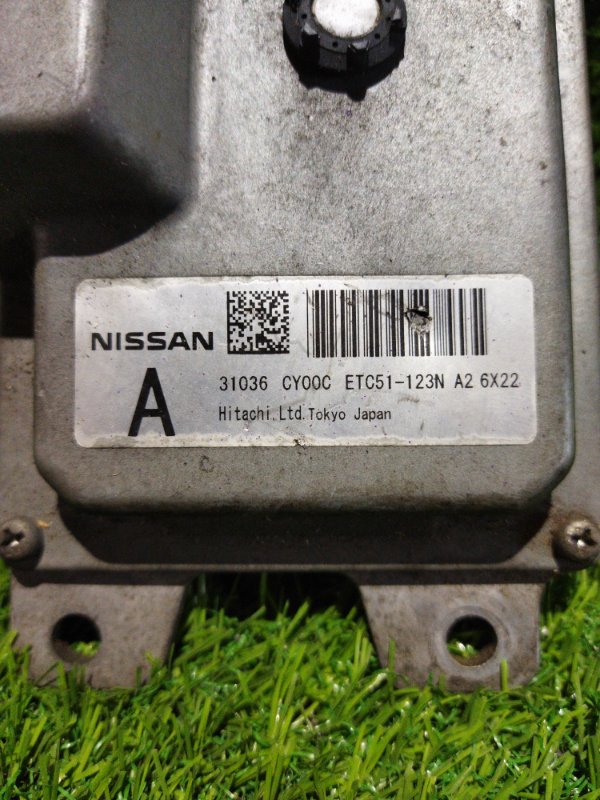 NISSAN
A
31036 CY00C ETC51-123N A2 6X22
Hitachi,Ltd.Tokyo Japan